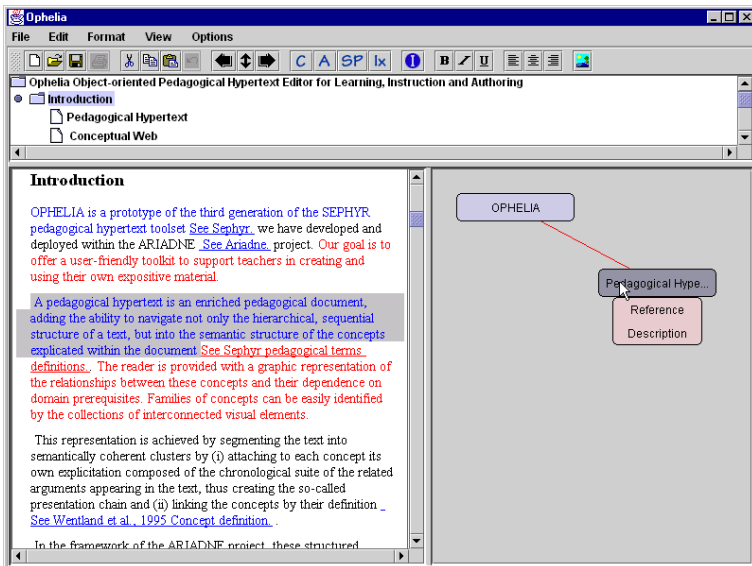 Ophelia
File Edit Format View Options
C A SP Ix i B I U
Ophelia Object-oriented Pedagogical Hypertext Editor for Learning, Instruction and Authoring
Introduction
Pedagogical Hypertext
Conceptual Web
Introduction
OPHELIA is a prototype of the third generation of the SEPHYR
pedagogical hypertext toolset See Sephyr. we have developed and
deployed within the ARIADNE See Ariadne. project. Our goal is to
offer a user-friendly toolkit to support teachers in creating and
using their own expositive material.
A pedagogical hypertext is an enriched pedagogical document,
adding the ability to navigate not only the hierarchical, sequential
structure of a text, but into the semantic structure of the concepts
explicated within the document See Sephyr pedagogical terms
definitions. . The reader is provided with a graphic representation of
the relationships between these concepts and their dependence on
domain prerequisites. Families of concepts can be easily identified
by the collections of interconnected visual elements.
This representation is achieved by segmenting the text into
semantically coherent clusters by (i) attaching to each concept its
own explicitation composed of the chronological suite of the related
arguments appearing in the text, thus creating the so-called
presentation chain and (ii) linking the concepts by their definition
See Wentland et al., 1995 Concept definition. .
In the framework of the ARIADNE project, these structured
OPHELIA
Pedagogical Hype...
Reference
Description